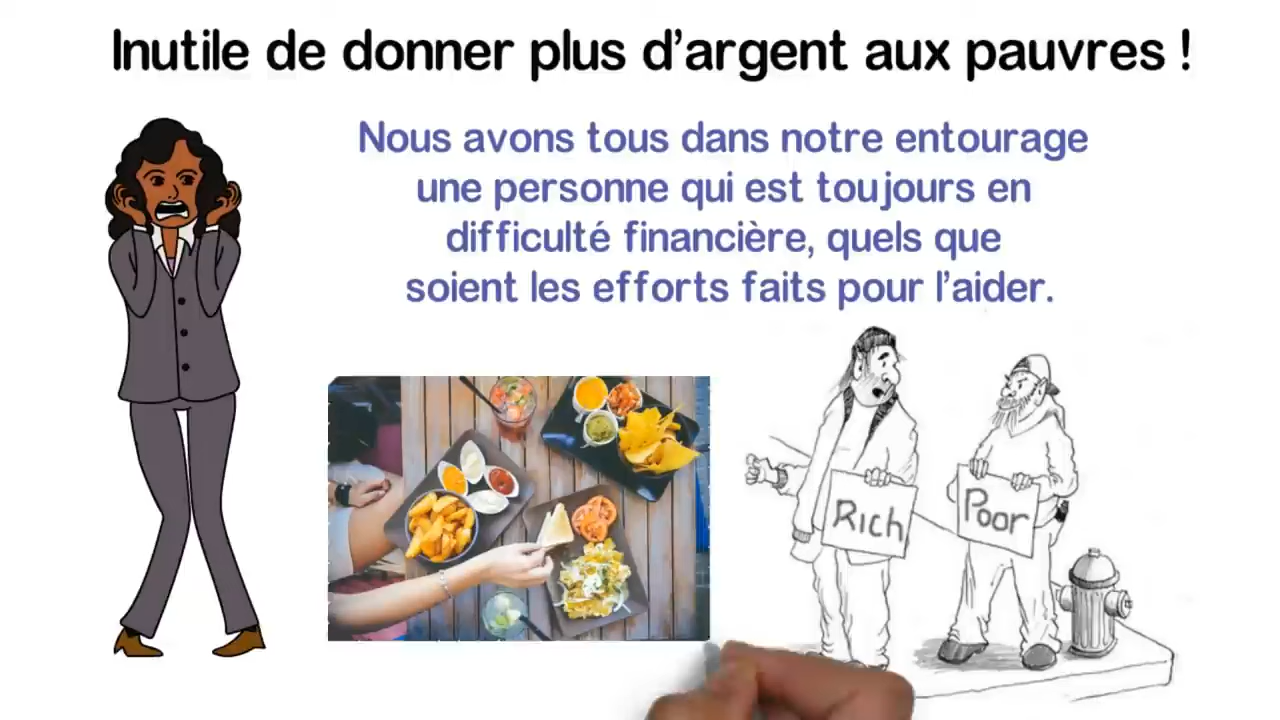 Inutile de donner plus d’argent aux pauvres !
Nous avons tous dans notre entourage
une personne qui est toujours en
difficulté financière, quels que
soient les efforts faits pour l’aider.
Rich
Poor